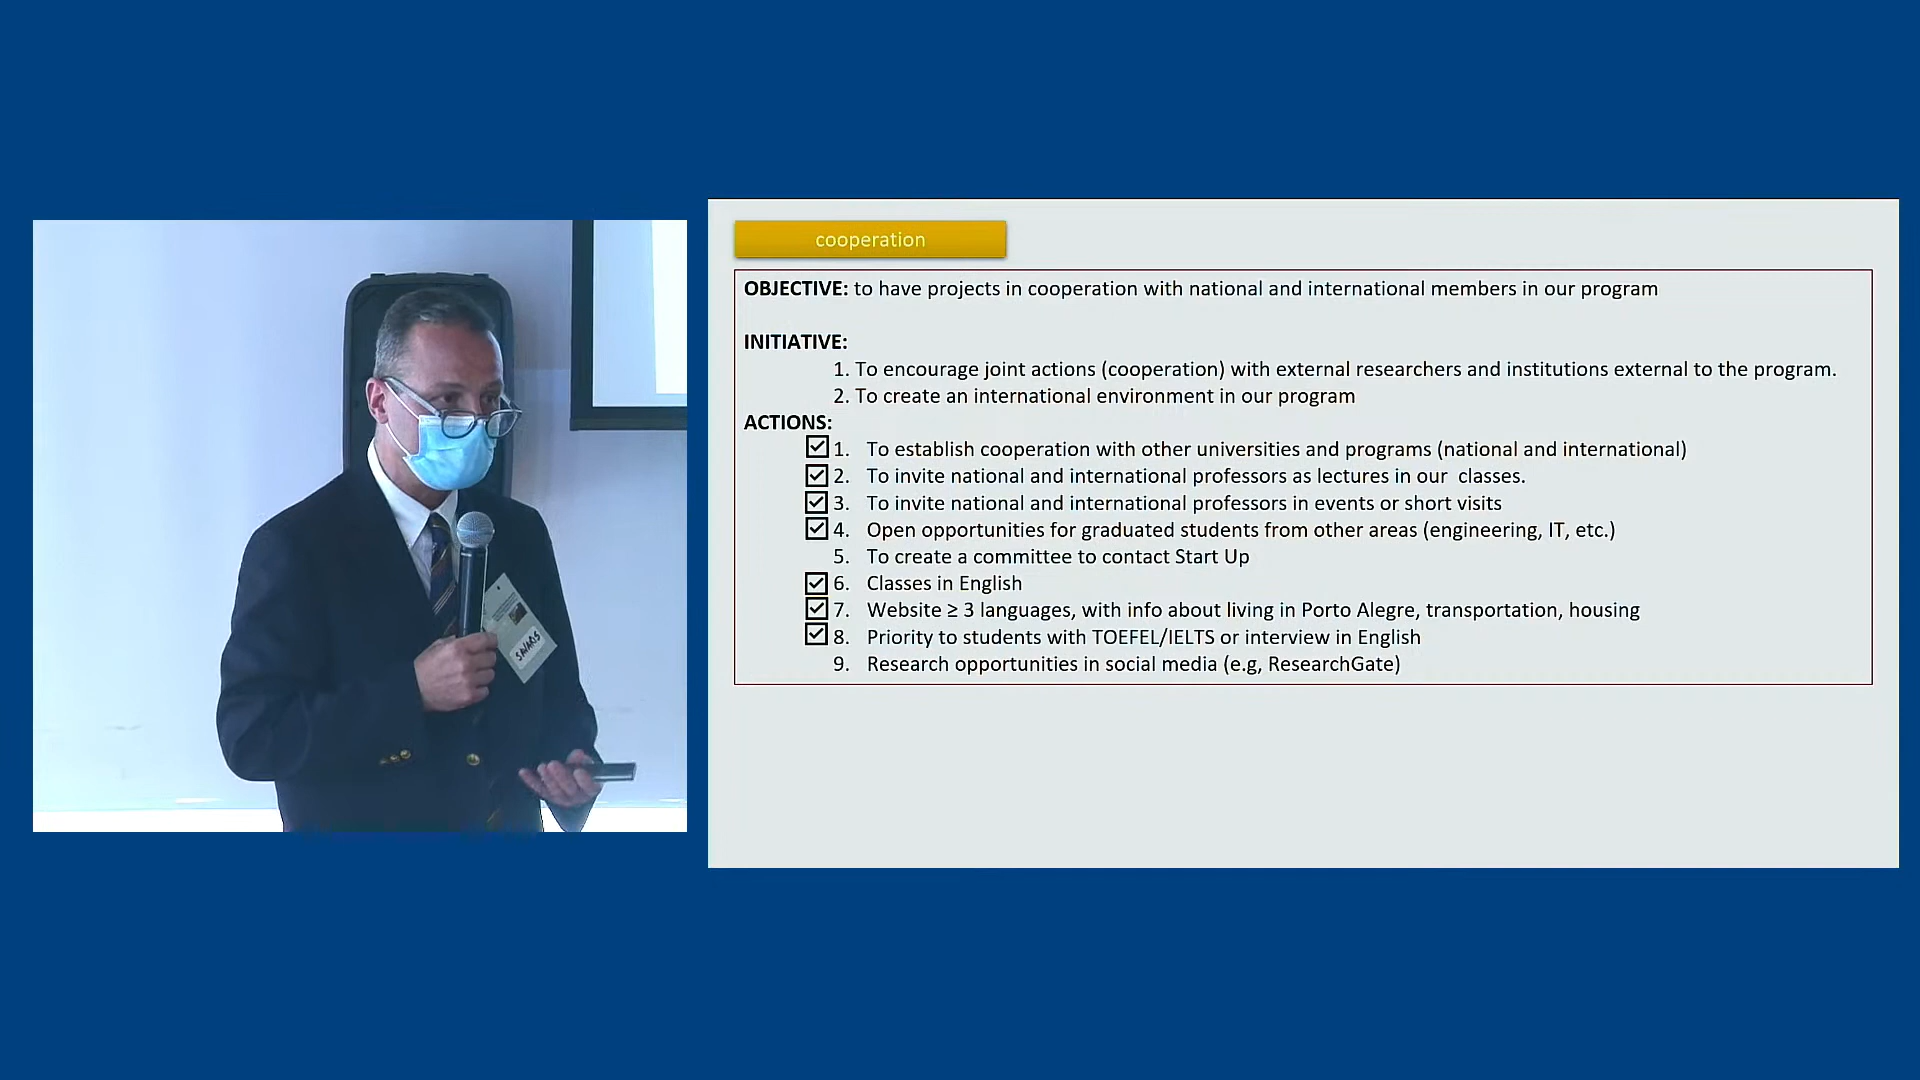 cooperation
OBJECTIVE: to have projects in cooperation with national and international members in our program
INITIATIVE:
1. To encourage joint actions (cooperation) with external researchers and institutions external to the program.
2. To create an international environment in our program
ACTIONS:
1. To establish cooperation with other universities and programs (national and international)
2. To invite national and international professors as lectures in our classes.
3. To invite national and international professors in events or short visits
4. Open opportunities for graduated students from other areas (engineering, IT, etc.)
5. To create a committee to contact Start Up
6. Classes in English
7. Website ≥ 3 languages, with info about living in Porto Alegre, transportation, housing
8. Priority to students with TOEFEL/IELTS or interview in English
9. Research opportunities in social media (e.g, ResearchGate)
SAVARIS